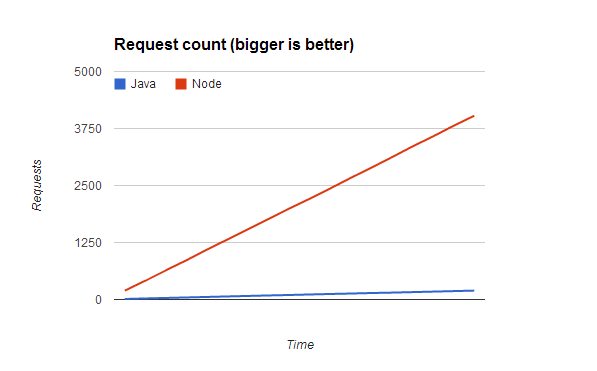 Request count (bigger is better)
5000
Java Node
3750
2500
1250
0
Requests
Time